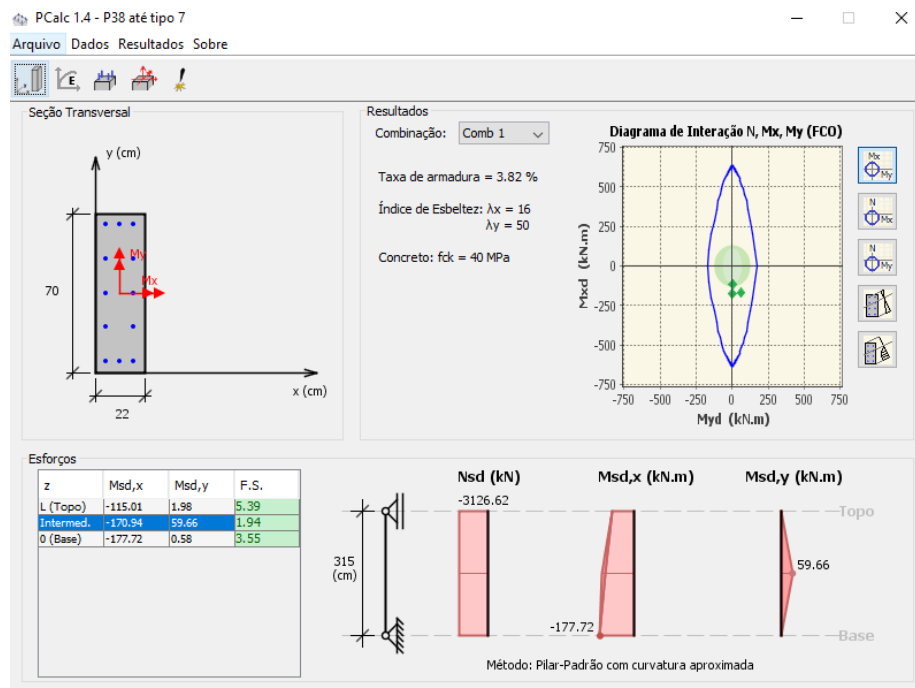 PCalc 1.4 - P38 até tipo 7
Arquivo Dados Resultados Sobre
E
Seção Transversal
y (cm)
My
Mx
70
x (cm)
22
Resultados
Combinação: Comb 1
Taxa de armadura = 3.82 %
Índice de Esbeltez: λx = 16
λy = 50
Concreto: fck = 40 MPa
Diagrama de Interação N, Mx, My (FCO)
750
500
250
0
-250
-500
-750
Mxd (kN.m)
-750 -500 -250 0 250 500 750
Myd (kN.m)
Mx
My
N
Mx
N
My
Esforços
z Msd,x Msd,y F.S.
L (Topo) -115.01 1.98 5.39
Intermed. -170.94 59.66 1.94
0 (Base) -177.72 0.58 3.55
Nsd (kN) Msd,x (kN.m) Msd,y (kN.m)
-3126.62
Topo
315
(cm)
59.66
-177.72
Base
Método: Pilar-Padrão com curvatura aproximada